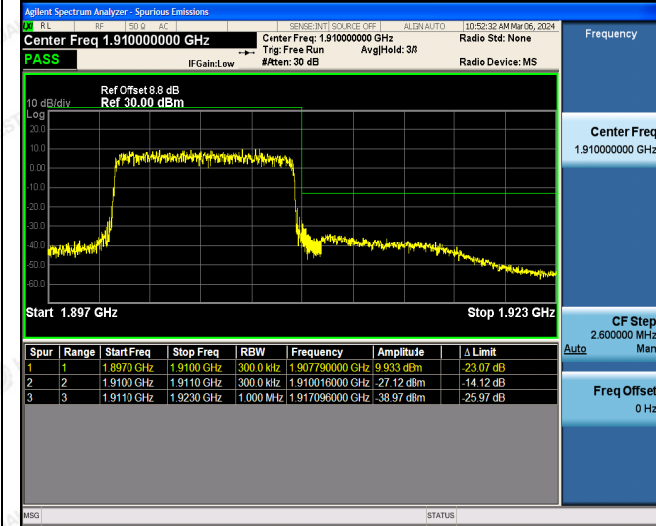 Agilent Spectrum Analyzer - Spurious Emissions
RL RF 50 Ω AC SENSE:INT SOURCE OFF ALIGN AUTO 10:52:32 AM Mar 06, 2024
Center Freq 1.910000000 GHz
Center Freq: 1.910000000 GHz
Radio Std: None
Trig: Free Run Avg|Hold: 3/8
PASS
IFGain:Low
#Atten: 30 dB
Radio Device: MS
Ref Offset 8.8 dB
10 dB/div Ref 30.00 dBm
Log
20.0
10.0
0.00
-10.0
-20.0
-30.0
-40.0
-50.0
-60.0
Start 1.897 GHz Stop 1.923 GHz
Spur Range Start Freq Stop Freq RBW Frequency Amplitude Δ Limit
1 1 1.8970 GHz 1.9100 GHz 300.0 kHz 1.907790000 GHz 9.933 dBm -23.07 dB
2 2 1.9100 GHz 1.9110 GHz 300.0 kHz 1.910016000 GHz -27.12 dBm -14.12 dB
3 3 1.9110 GHz 1.9230 GHz 1.000 MHz 1.917096000 GHz -38.97 dBm -25.97 dB
MSG STATUS
Frequency
Center Freq
1.910000000 GHz
CF Step
2.600000 MHz
Auto Man
Freq Offset
0 Hz